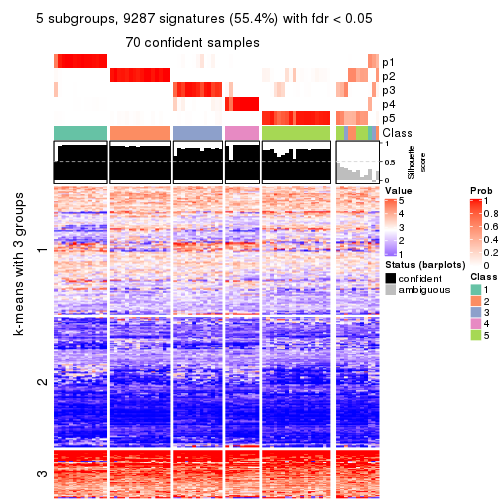 5 subgroups, 9287 signatures (55.4%) with fdr < 0.05
70 confident samples
p1
p2
p3
p4
p5
Class
1
0.5
0
Silhouette
score
k-means with 3 groups
1
2
3
Value
5
4
3
2
1
Status (barplots)
confident
ambiguous
Prob
1
0.8
0.6
0.4
0.2
0
Class
1
2
3
4
5